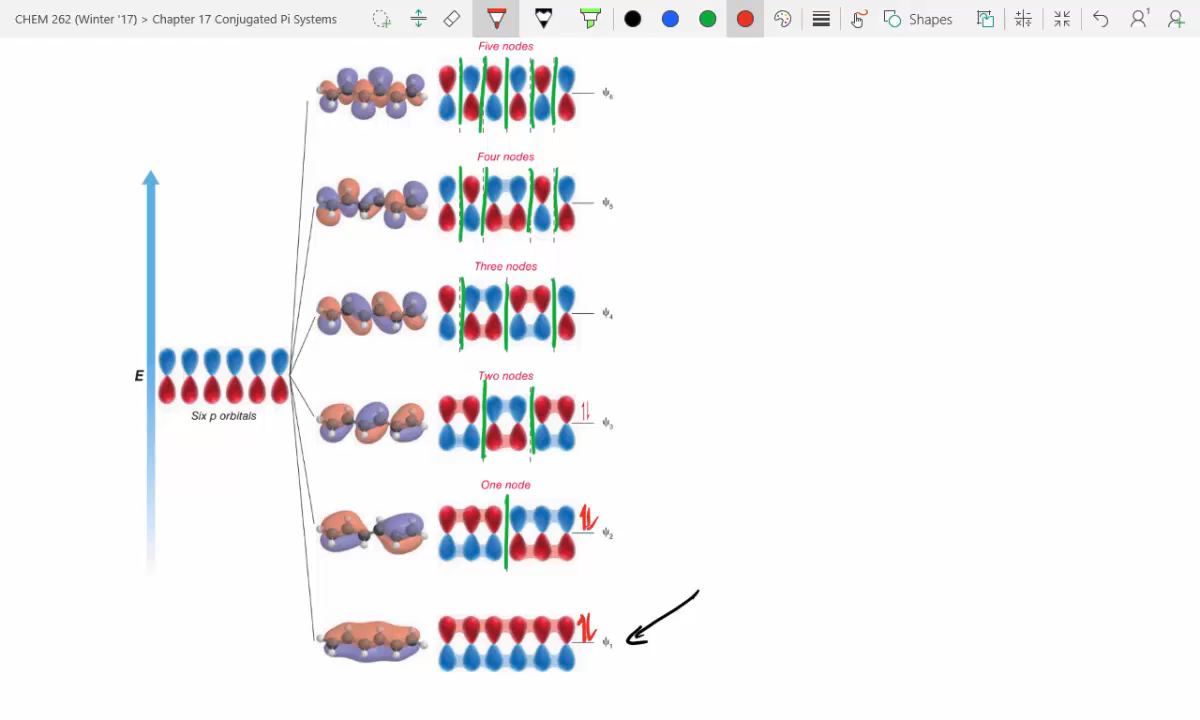 CHEM 262 (Winter '17) > Chapter 17 Conjugated Pi Systems
Shapes
1
Five nodes
ψ6
Four nodes
ψ5
Three nodes
ψ4
E
Six p orbitals
Two nodes
ψ3
One node
ψ2
ψ1